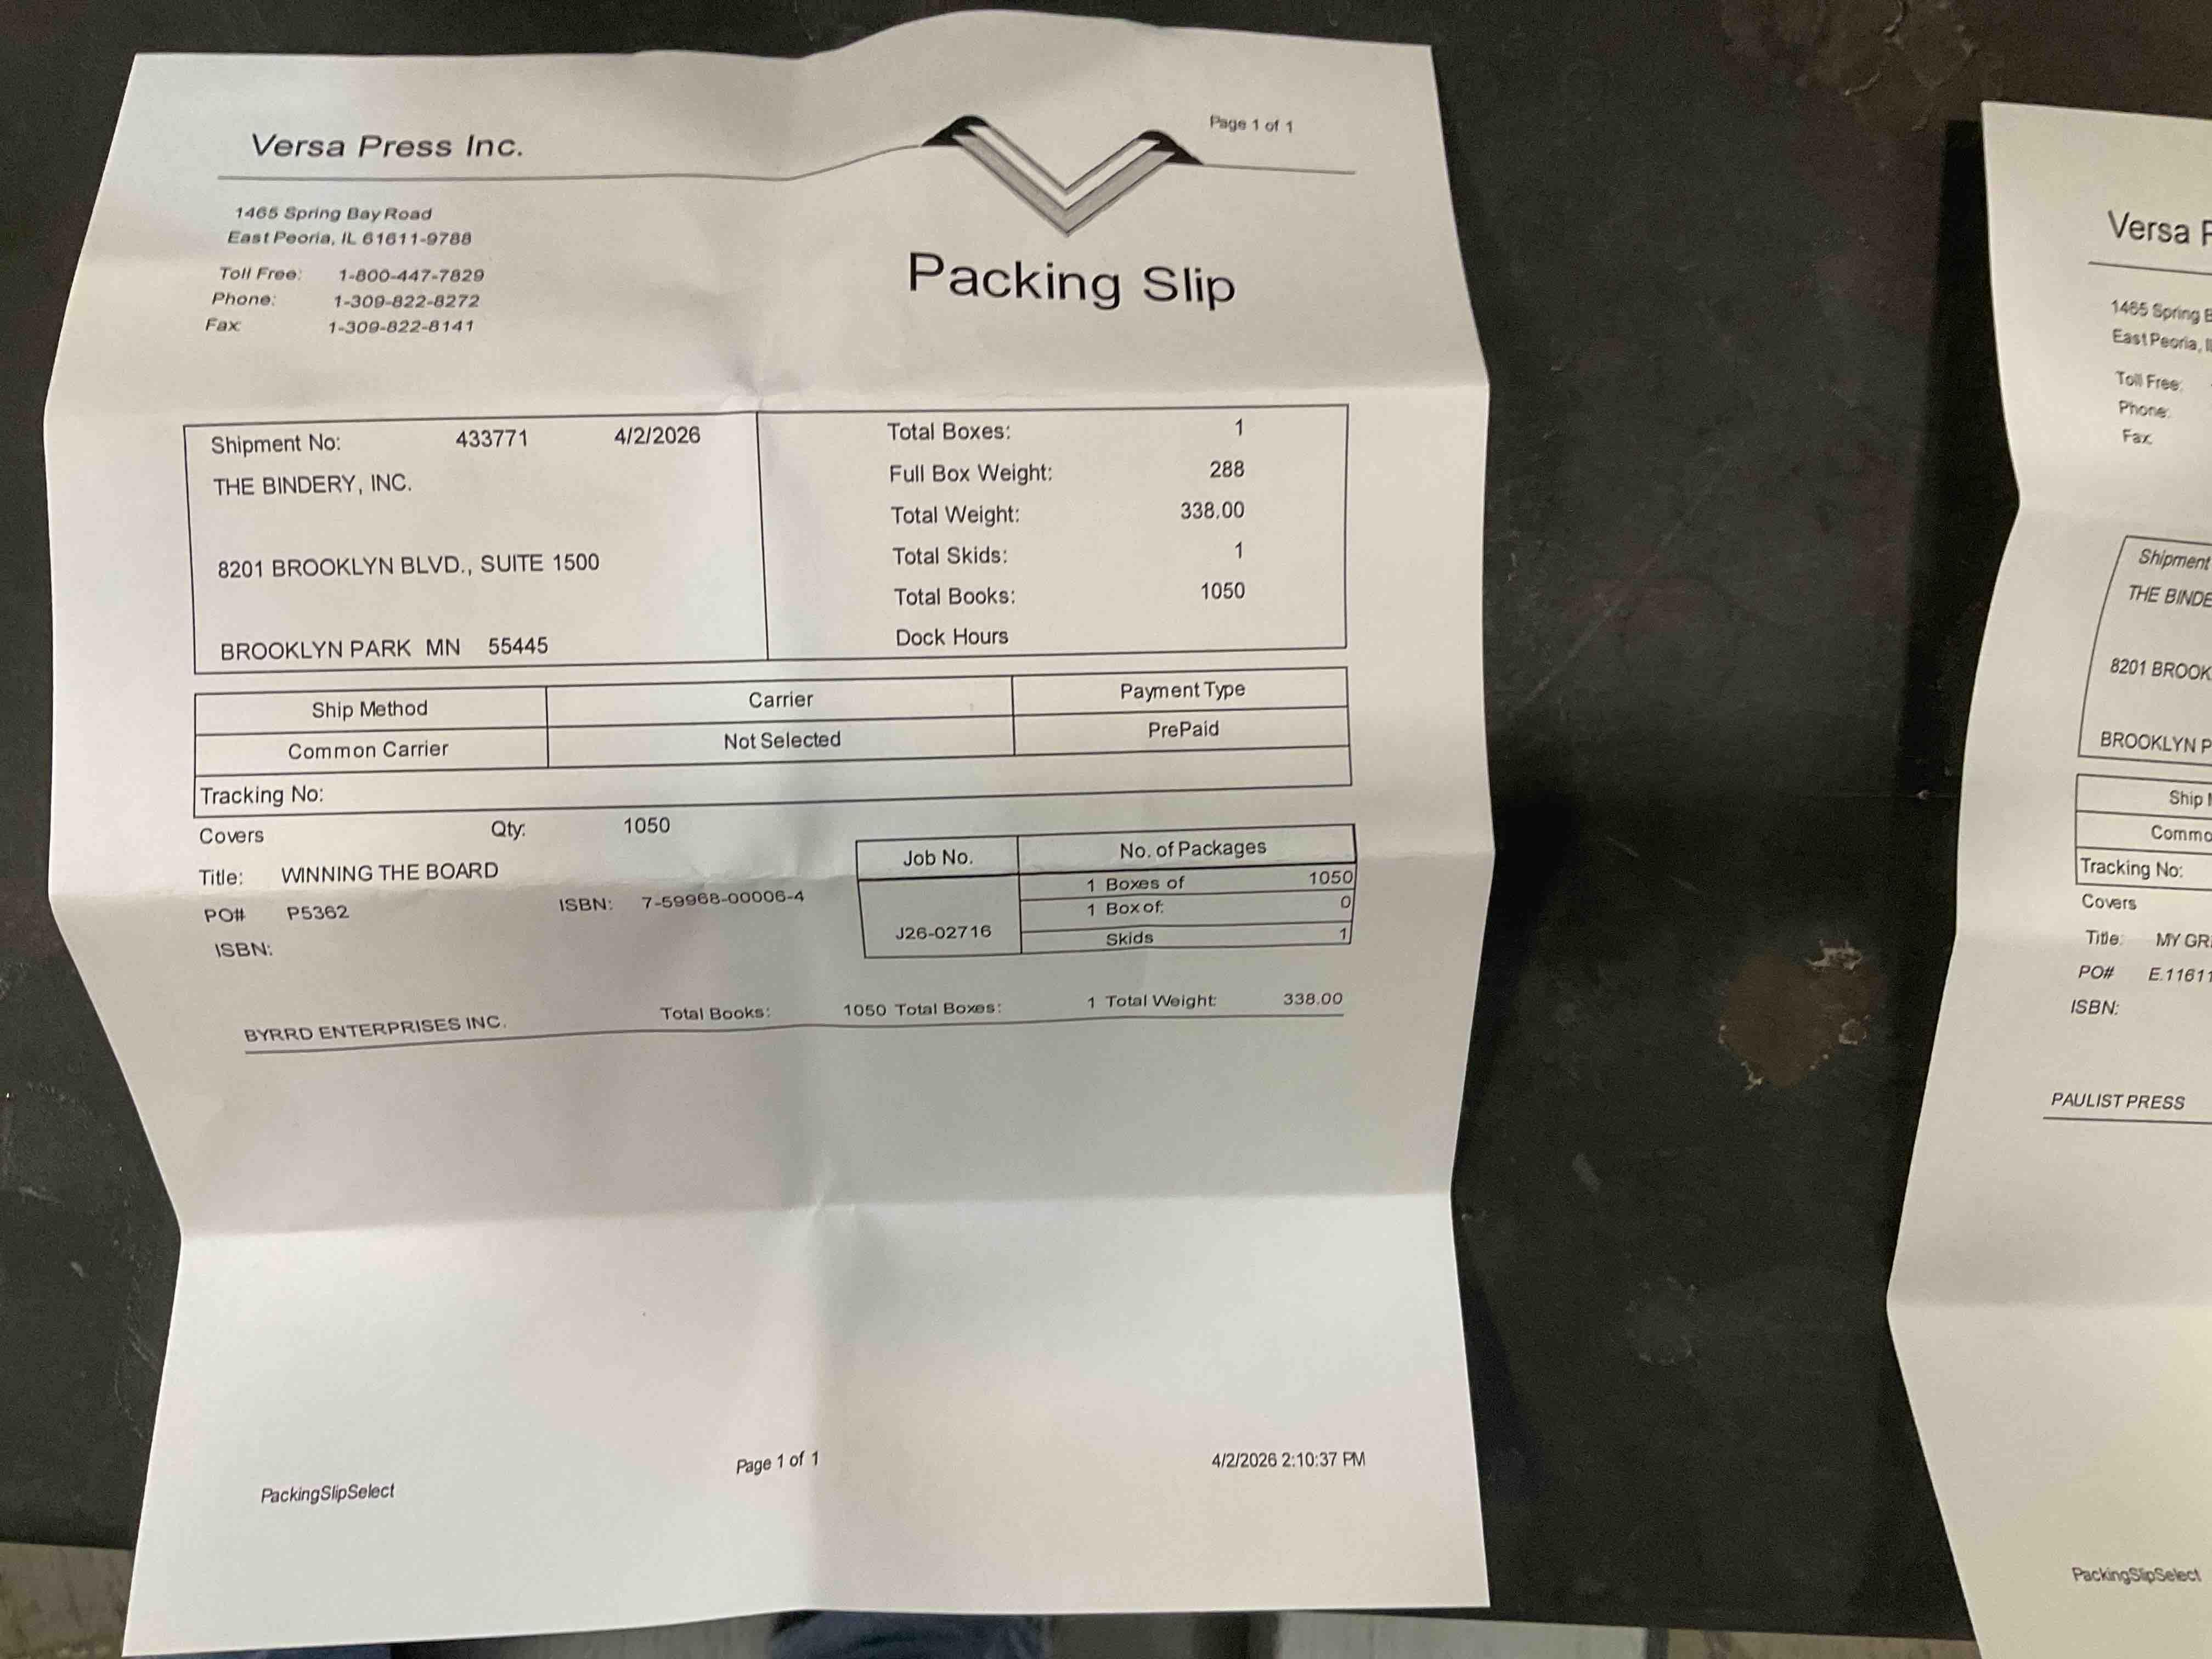 Page 1 of 1
Versa Press Inc.
1465 Spring Bay Road
East Peoria, IL 61611-9788
Toll Free: 1-800-447-7829
Phone: 1-309-822-8272
Fax: 1-309-822-8141
Packing Slip
Shipment No: 433771 4/2/2026
THE BINDERY, INC.
8201 BROOKLYN BLVD., SUITE 1500
BROOKLYN PARK MN 55445
Total Boxes: 1
Full Box Weight: 288
Total Weight: 338.00
Total Skids: 1
Total Books: 1050
Dock Hours
Ship Method Carrier Payment Type
Common Carrier Not Selected PrePaid
Tracking No:
Covers Qty: 1050
Title: WINNING THE BOARD
PO# P5362 ISBN: 7-59968-00006-4
ISBN:
Job No. No. of Packages
J26-02716
1 Boxes of 1050
1 Box of: 0
Skids 1
BYRRD ENTERPRISES INC. Total Books: 1050 Total Boxes: 1 Total Weight: 338.00
PackingSlipSelect Page 1 of 1 4/2/2026 2:10:37 PM
Versa
1465 Spring
East Peoria,
Toll Free:
Phone:
Fax:
Shipment
THE
8201
BROOKLYN
Ship
Tracking No:
Covers
Title: MY
PO# E.11611
ISBN:
PAULIST PRESS
PackingSlipSelect